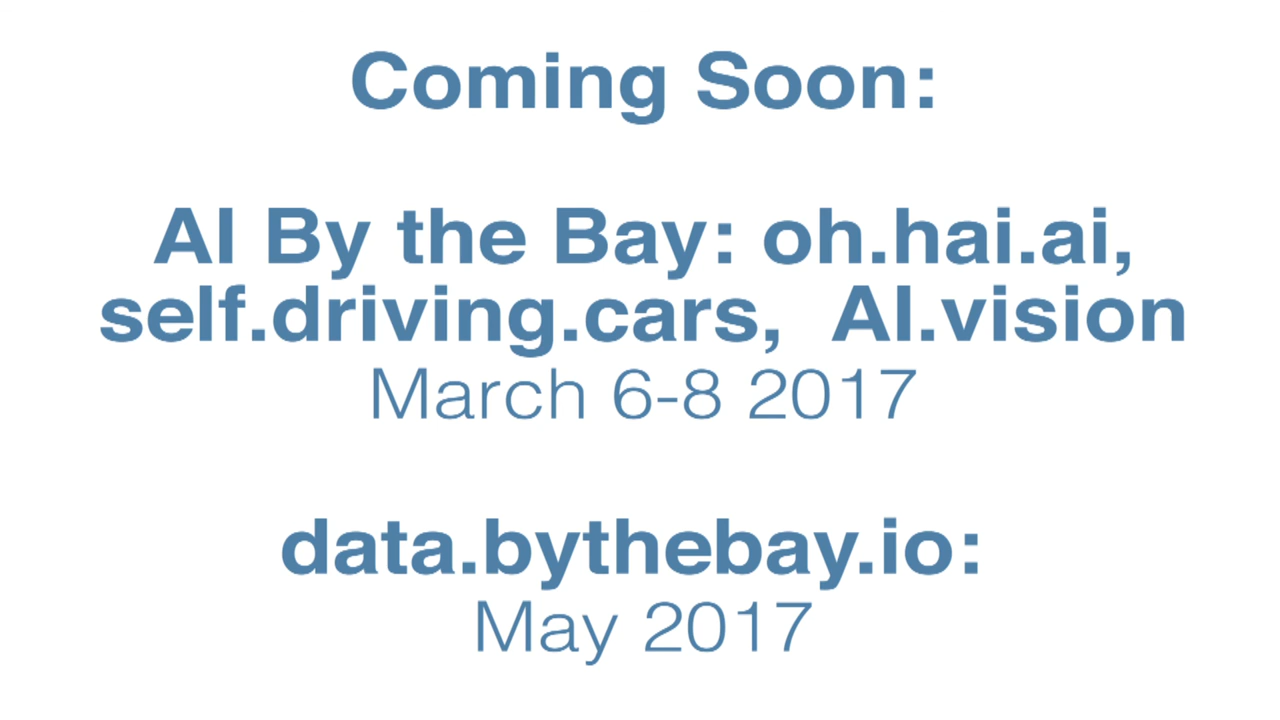 Coming Soon:
AI By the Bay: oh.hai.ai,
self.driving.cars,  AI.vision
March 6-8 2017
data.bythebay.io:
May 2017